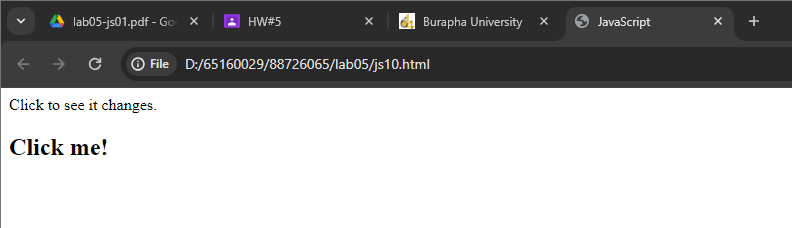 lab05-js01.pdf - Go
HW#5
Burapha University
JavaScript
File
D:/65160029/88726065/lab05/js10.html
Click to see it changes.
Click me!